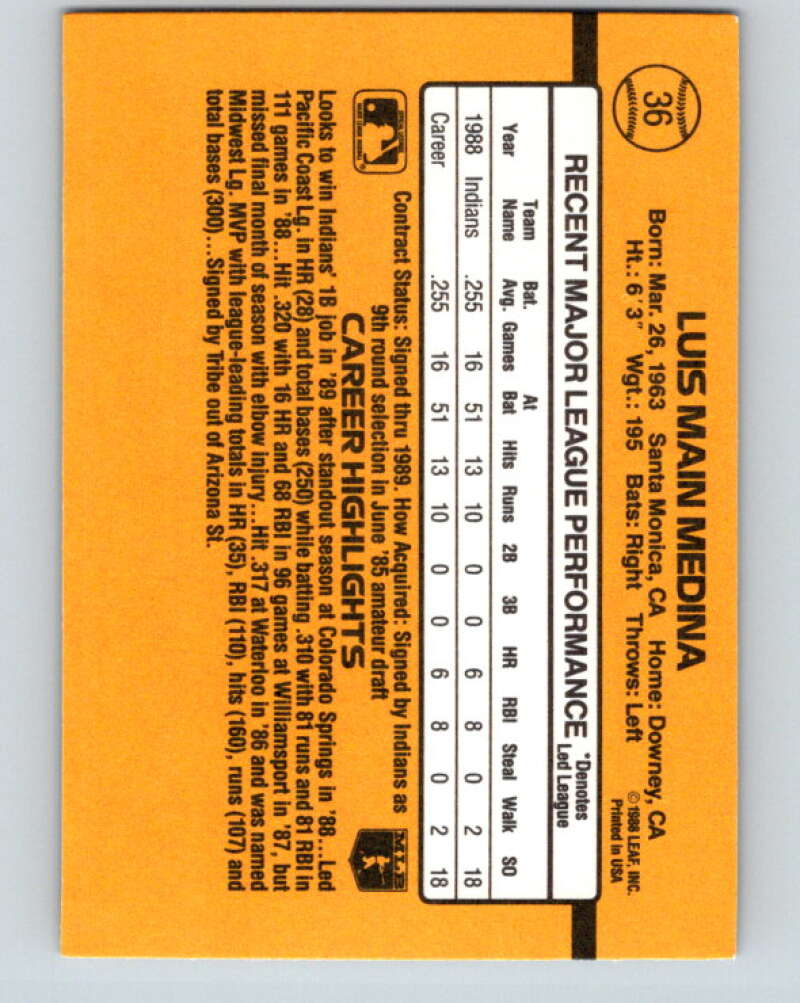 36
LUIS MAIN MEDINA
Born: Mar. 26, 1963 Santa Monica, CA Home: Downey, CA
Ht.: 6'3" Wgt.: 195 Bats: Right Throws: Left
©1988 LEAF, INC.
Printed in USA
RECENT MAJOR LEAGUE PERFORMANCE *Denotes Led League
Year Team Name Bat. Avg. Games At Bat Hits Runs 2B 3B HR RBI Steal Walk SO
1988 Indians .255 16 51 13 10 0 0 6 8 0 2 18
Career .255 16 51 13 10 0 0 6 8 0 2 18
Contract Status: Signed thru 1989. How Acquired: Signed by Indians as
9th round selection in June '85 amateur draft
MLB
CAREER HIGHLIGHTS
Looks to win Indians' 1B job in '89 after standout season at Colorado Springs in '88...Led
Pacific Coast Lg. in HR (28) and total bases (250) while batting .310 with 81 runs and 81 RBI in
111 games in '88...Hit .320 with 16 HR and 68 RBI in 96 games at Williamsport in '87, but
missed final month of season with elbow injury...Hit .317 at Waterloo in '86 and was named
Midwest Lg. MVP with league-leading totals in HR (35), RBI (110), hits (160), runs (107) and
total bases (300)...Signed by Tribe out of Arizona St.